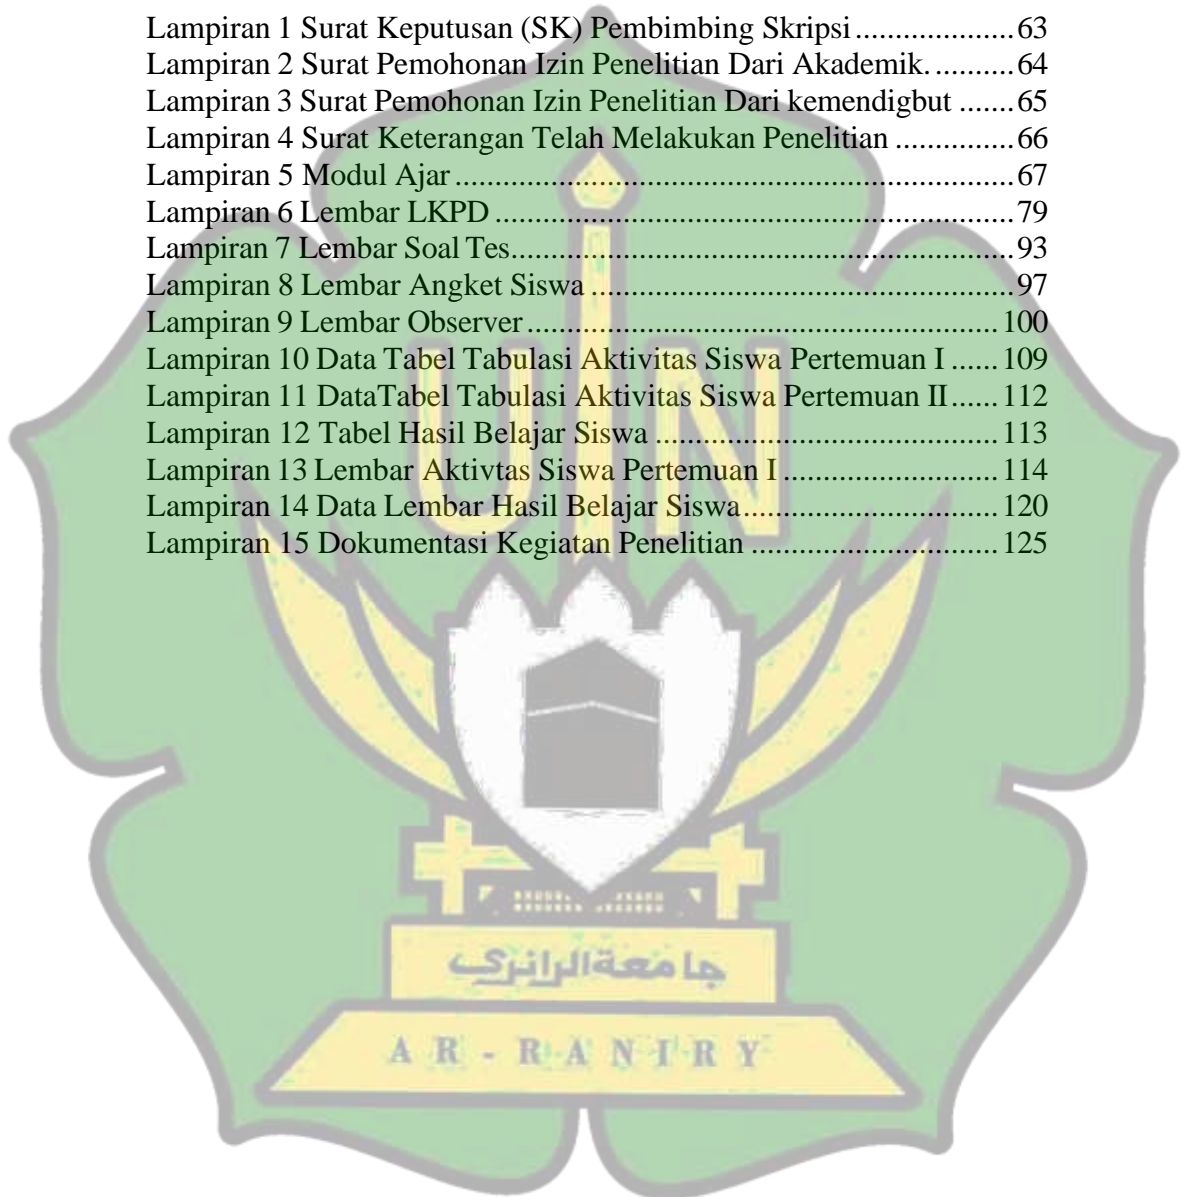 Lampiran 1 Surat Keputusan (SK) Pembimbing Skripsi....................63
Lampiran 2 Surat Pemohonan Izin Penelitian Dari Akademik. ..........64
Lampiran 3 Surat Pemohonan Izin Penelitian Dari kemendigbut .......65
Lampiran 4 Surat Keterangan Telah Melakukan Penelitian ...............66
Lampiran 5 Modul Ajar......................................................................67
Lampiran 6 Lembar LKPD .................................................................79
Lampiran 7 Lembar Soal Tes...............................................................93
Lampiran 8 Lembar Angket Siswa .....................................................97
Lampiran 9 Lembar Observer ........................................................... 100
Lampiran 10 Data Tabel Tabulasi Aktivitas Siswa Pertemuan I ...... 109
Lampiran 11 DataTabel Tabulasi Aktivitas Siswa Pertemuan II...... 112
Lampiran 12 Tabel Hasil Belajar Siswa ........................................... 113
Lampiran 13 Lembar Aktivtas Siswa Pertemuan I ........................... 114
Lampiran 14 Data Lembar Hasil Belajar Siswa................................ 120
Lampiran 15 Dokumentasi Kegiatan Penelitian ............................... 125
UIN
جامعةالرانري
AR-RANIRY